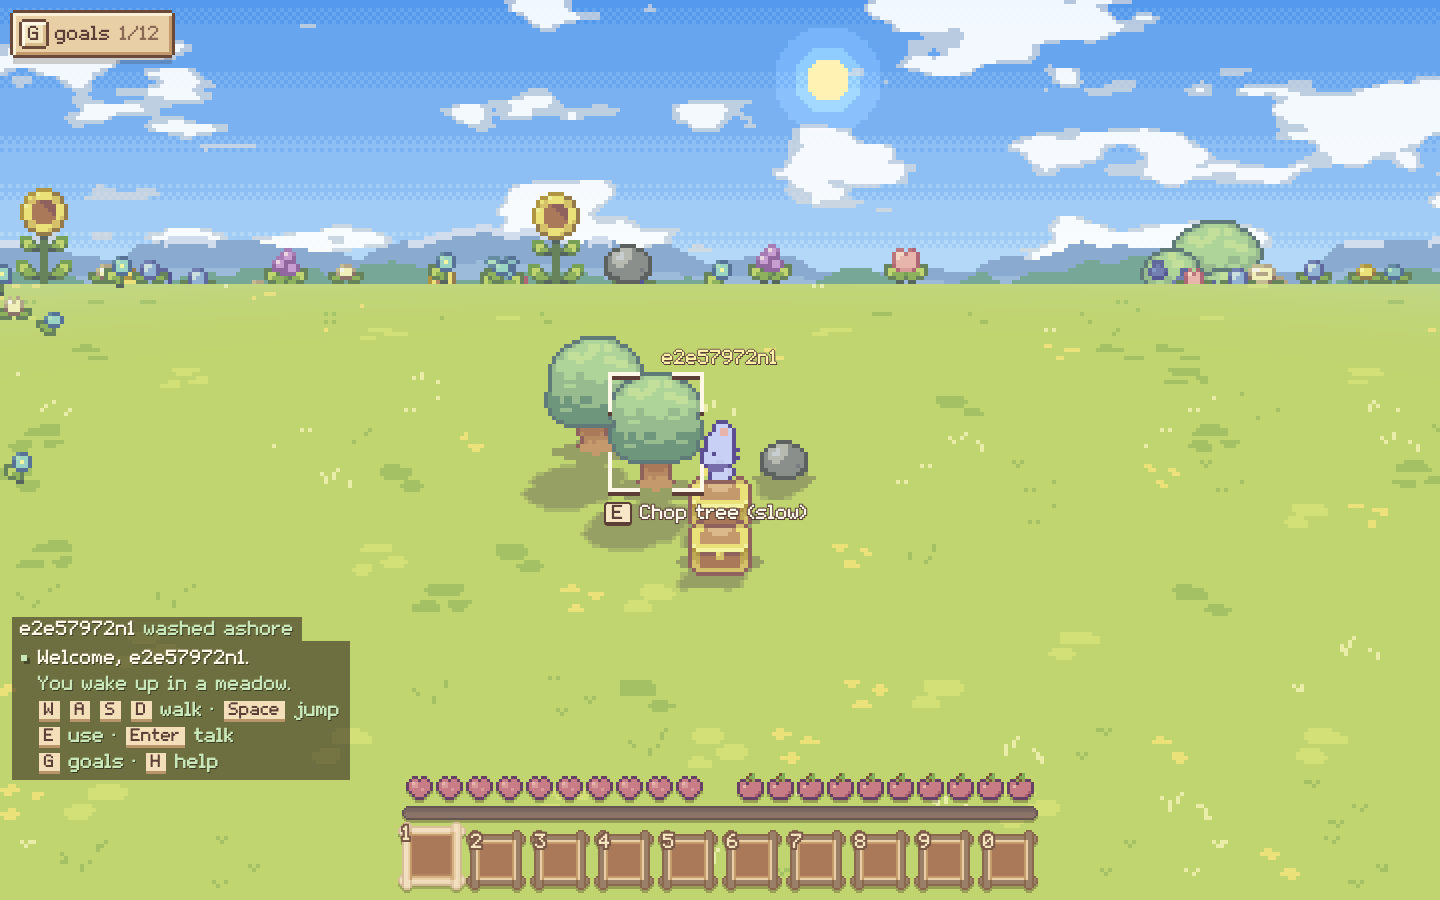 G goals 1/12
e2e57972n1
E Chop tree (slow)
e2e57972n1 washed ashore
Welcome, e2e57972n1.
You wake up in a meadow.
W A S D walk · Space jump
E use · Enter talk
G goals · H help
1 2 3 4 5 6 7 8 9 0